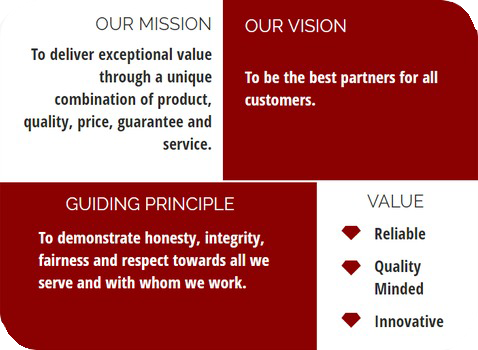 OUR MISSION
To deliver exceptional value
through a unique
combination of product,
quality, price, guarantee and
service.
OUR VISION
To be the best partners for all
customers.
GUIDING PRINCIPLE
To demonstrate honesty, integrity,
fairness and respect towards all we
serve and with whom we work.
VALUE
Reliable
Quality
Minded
Innovative